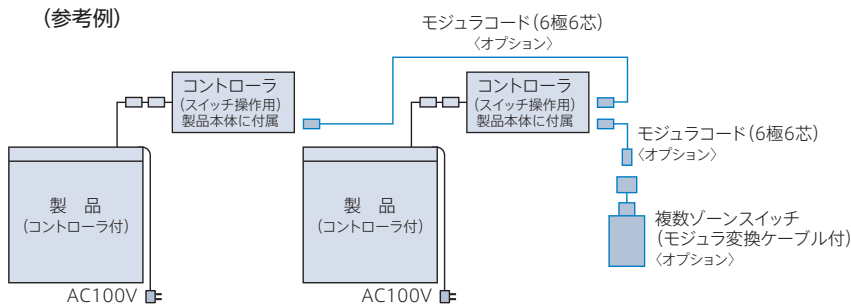 (参考例)
モジュラコード(6極6芯)
〈オプション〉
コントローラ
(スイッチ操作用)
製品本体に付属
コントローラ
(スイッチ操作用)
製品本体に付属
モジュラコード(6極6芯)
〈オプション〉
製 品
(コントローラ付)
製 品
(コントローラ付)
複数ゾーンスイッチ
(モジュラ変換ケーブル付)
〈オプション〉
AC100V
AC100V